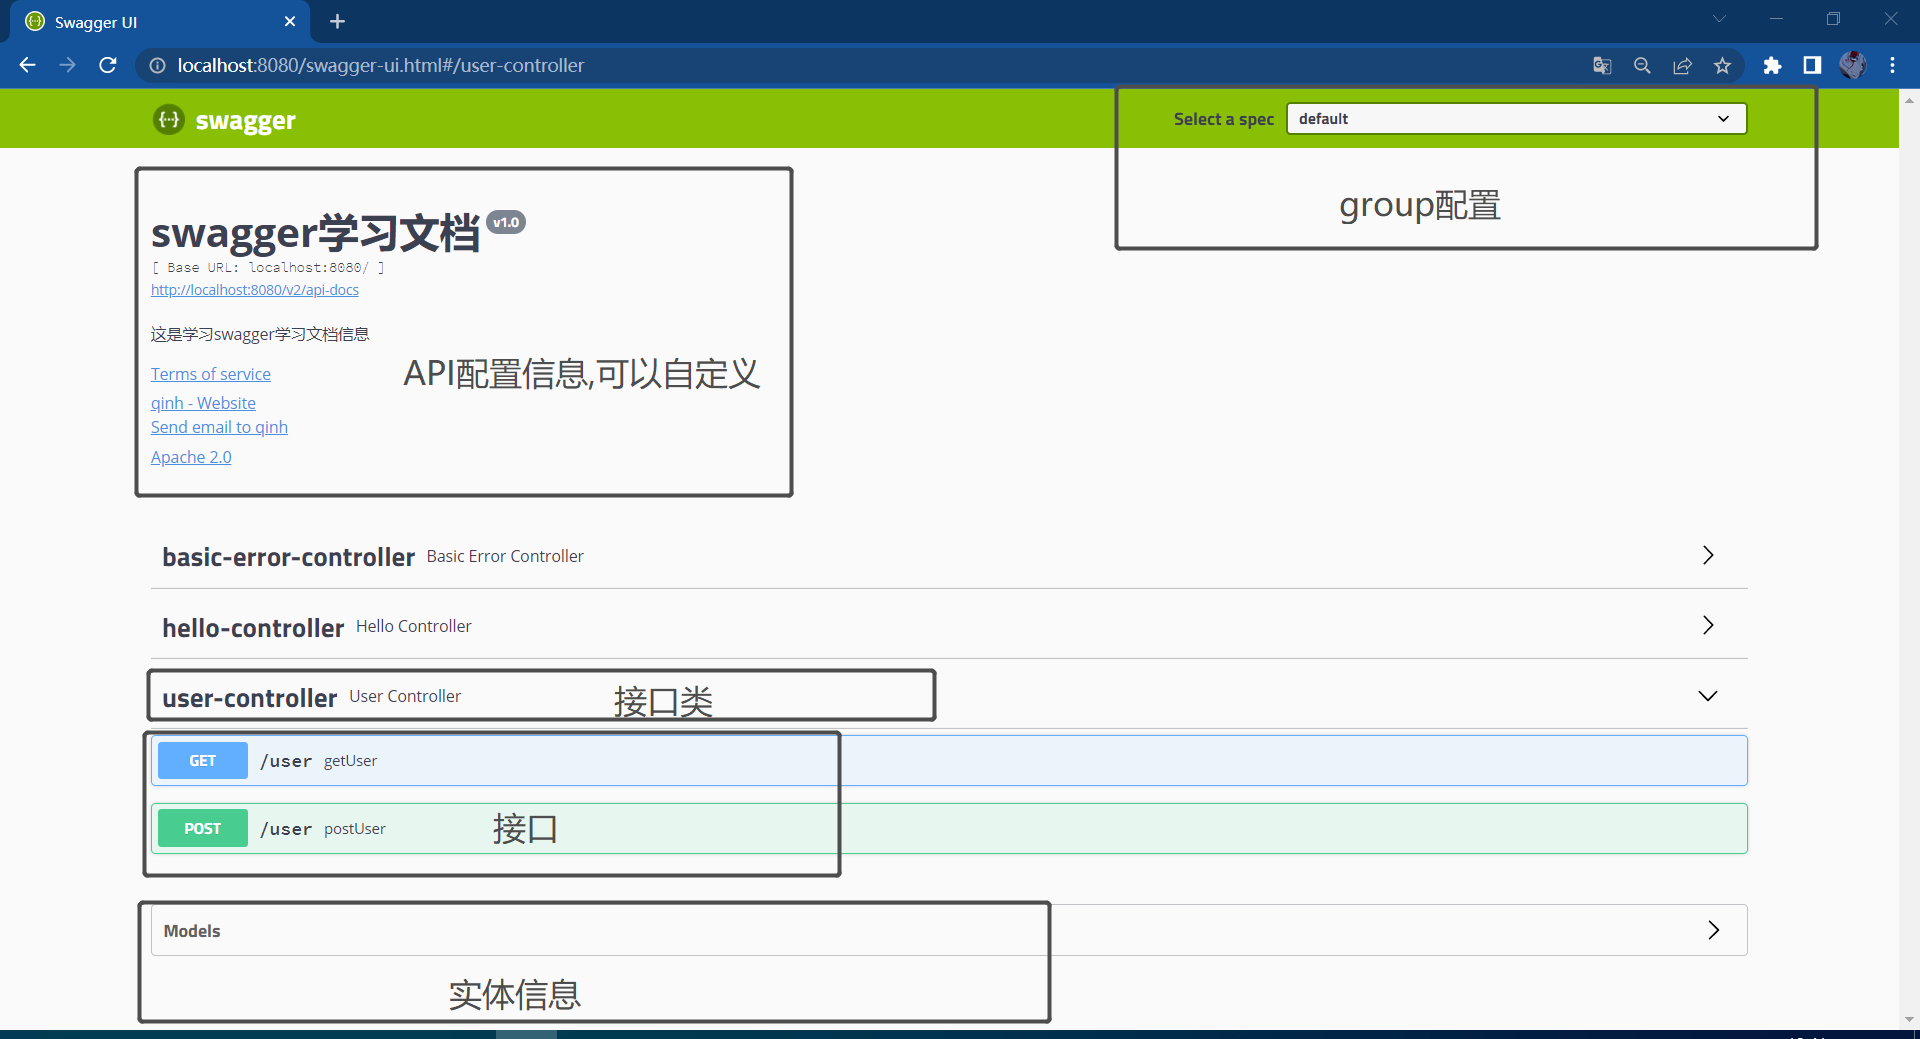 Swagger UI
localhost:8080/swagger-ui.html#/user-controller
swagger
Select a spec
default
group配置
swagger学习文档 v1.0
[ Base URL: localhost:8080/ ]
http://localhost:8080/v2/api-docs
这是学习swagger学习文档信息
API配置信息,可以自定义
Terms of service
qinh - Website
Send email to qinh
Apache 2.0
basic-error-controller Basic Error Controller
hello-controller Hello Controller
user-controller User Controller
接口类
GET /user getUser
POST /user postUser
接口
Models
实体信息